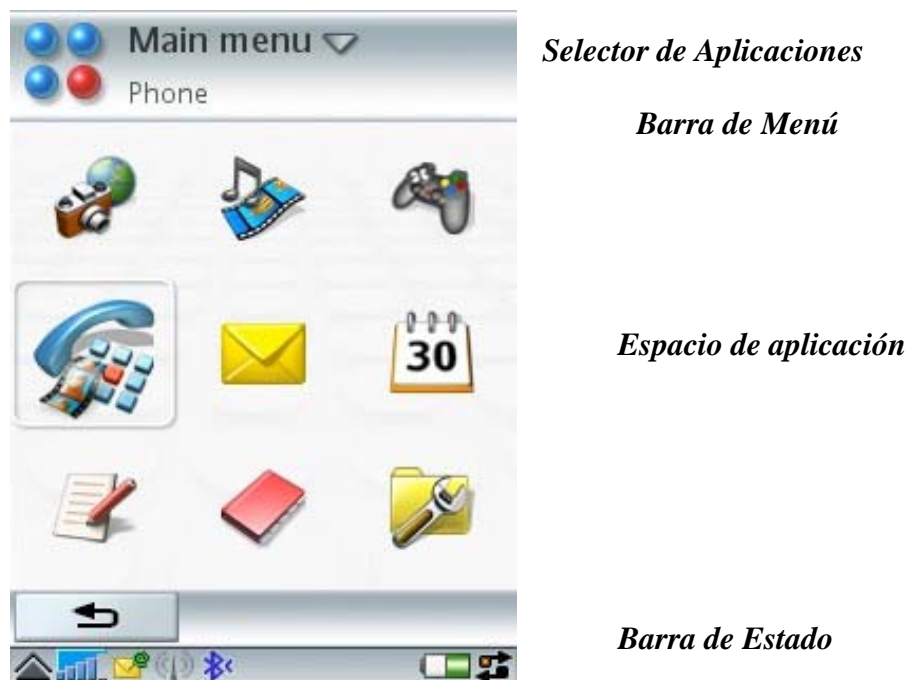 Main menu
Selector de Aplicaciones
Phone
Barra de Menú
30
Espacio de aplicación
Barra de Estado